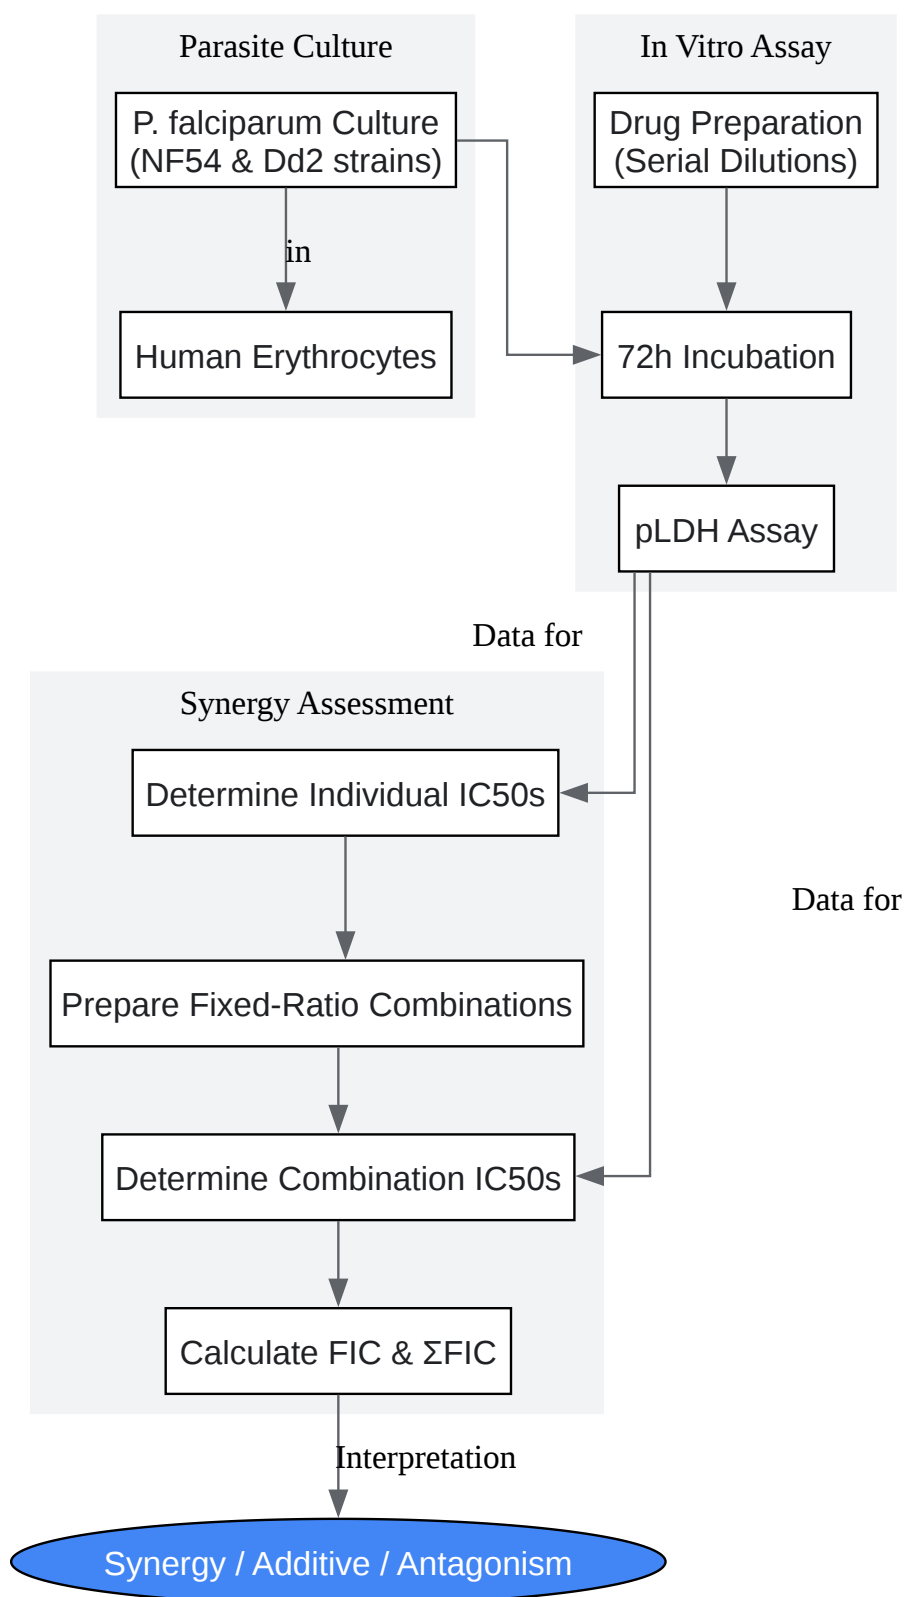 Parasite Culture
P. falciparum Culture
(NF54 & Dd2 strains)
in
Human Erythrocytes
In Vitro Assay
Drug Preparation
(Serial Dilutions)
72h Incubation
pLDH Assay
Data for
Data for
Synergy Assessment
Determine Individual IC50s
Prepare Fixed-Ratio Combinations
Determine Combination IC50s
Calculate FIC & ΣFIC
Interpretation
Synergy / Additive / Antagonism